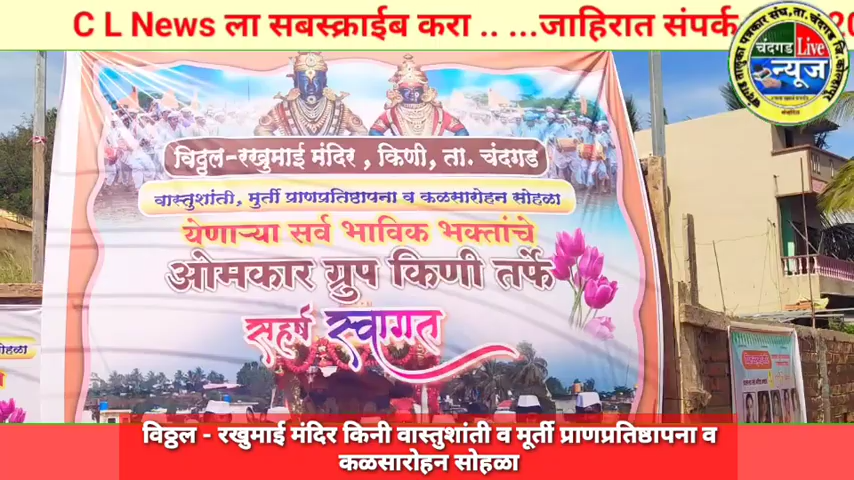 C L News ला सबस्क्राईब करा .. ...जाहिरात संपर्क
चंदगड Live
न्यूज
विठ्ठल-रखुमाई मंदिर , किणी, ता. चंदगड
वास्तुशांती, मुर्ती प्राणप्रतिष्ठापना व कळसारोहन सोहळा
येणाऱ्या सर्व भाविक भक्तांचे
ओमकार ग्रुप किणी तर्फे
सहर्ष स्वागत
विठ्ठल - रखुमाई मंदिर किनी वास्तुशांती व मूर्ती प्राणप्रतिष्ठापना व
कळसारोहन सोहळा